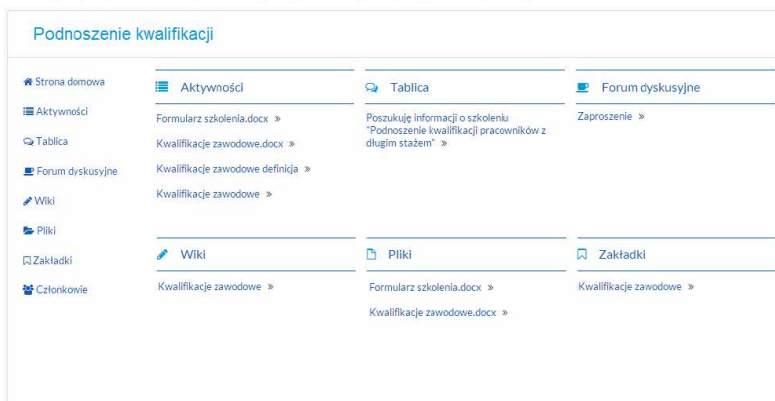 Podnoszenie kwalifikacji
Strona domowa
Aktywności
Tablica
Forum dyskusyjne
Wiki
Pliki
Zakładki
Członkowie
Aktywności
Formularz szkolenia.docx »
Kwalifikacje zawodowe.docx »
Kwalifikacje zawodowe definicja »
Kwalifikacje zawodowe »
Tablica
Poszukuję informacji o szkoleniu
"Podnoszenie kwalifikacji pracowników z
długim stażem" »
Forum dyskusyjne
Zaproszenie »
Wiki
Kwalifikacje zawodowe »
Pliki
Formularz szkolenia.docx »
Kwalifikacje zawodowe.docx »
Zakładki
Kwalifikacje zawodowe »